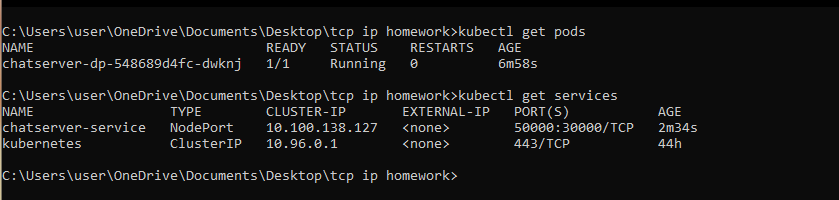 C:\Users\user\OneDrive\Documents\Desktop\tcp ip homework>kubectl get pods
NAME READY STATUS RESTARTS AGE
chatserver-dp-548689d4fc-dwknj 1/1 Running 0 6m58s
C:\Users\user\OneDrive\Documents\Desktop\tcp ip homework>kubectl get services
NAME TYPE CLUSTER-IP EXTERNAL-IP PORT(S) AGE
chatserver-service NodePort 10.100.138.127 <none> 50000:30000/TCP 2m34s
kubernetes ClusterIP 10.96.0.1 <none> 443/TCP 44h
C:\Users\user\OneDrive\Documents\Desktop\tcp ip homework>